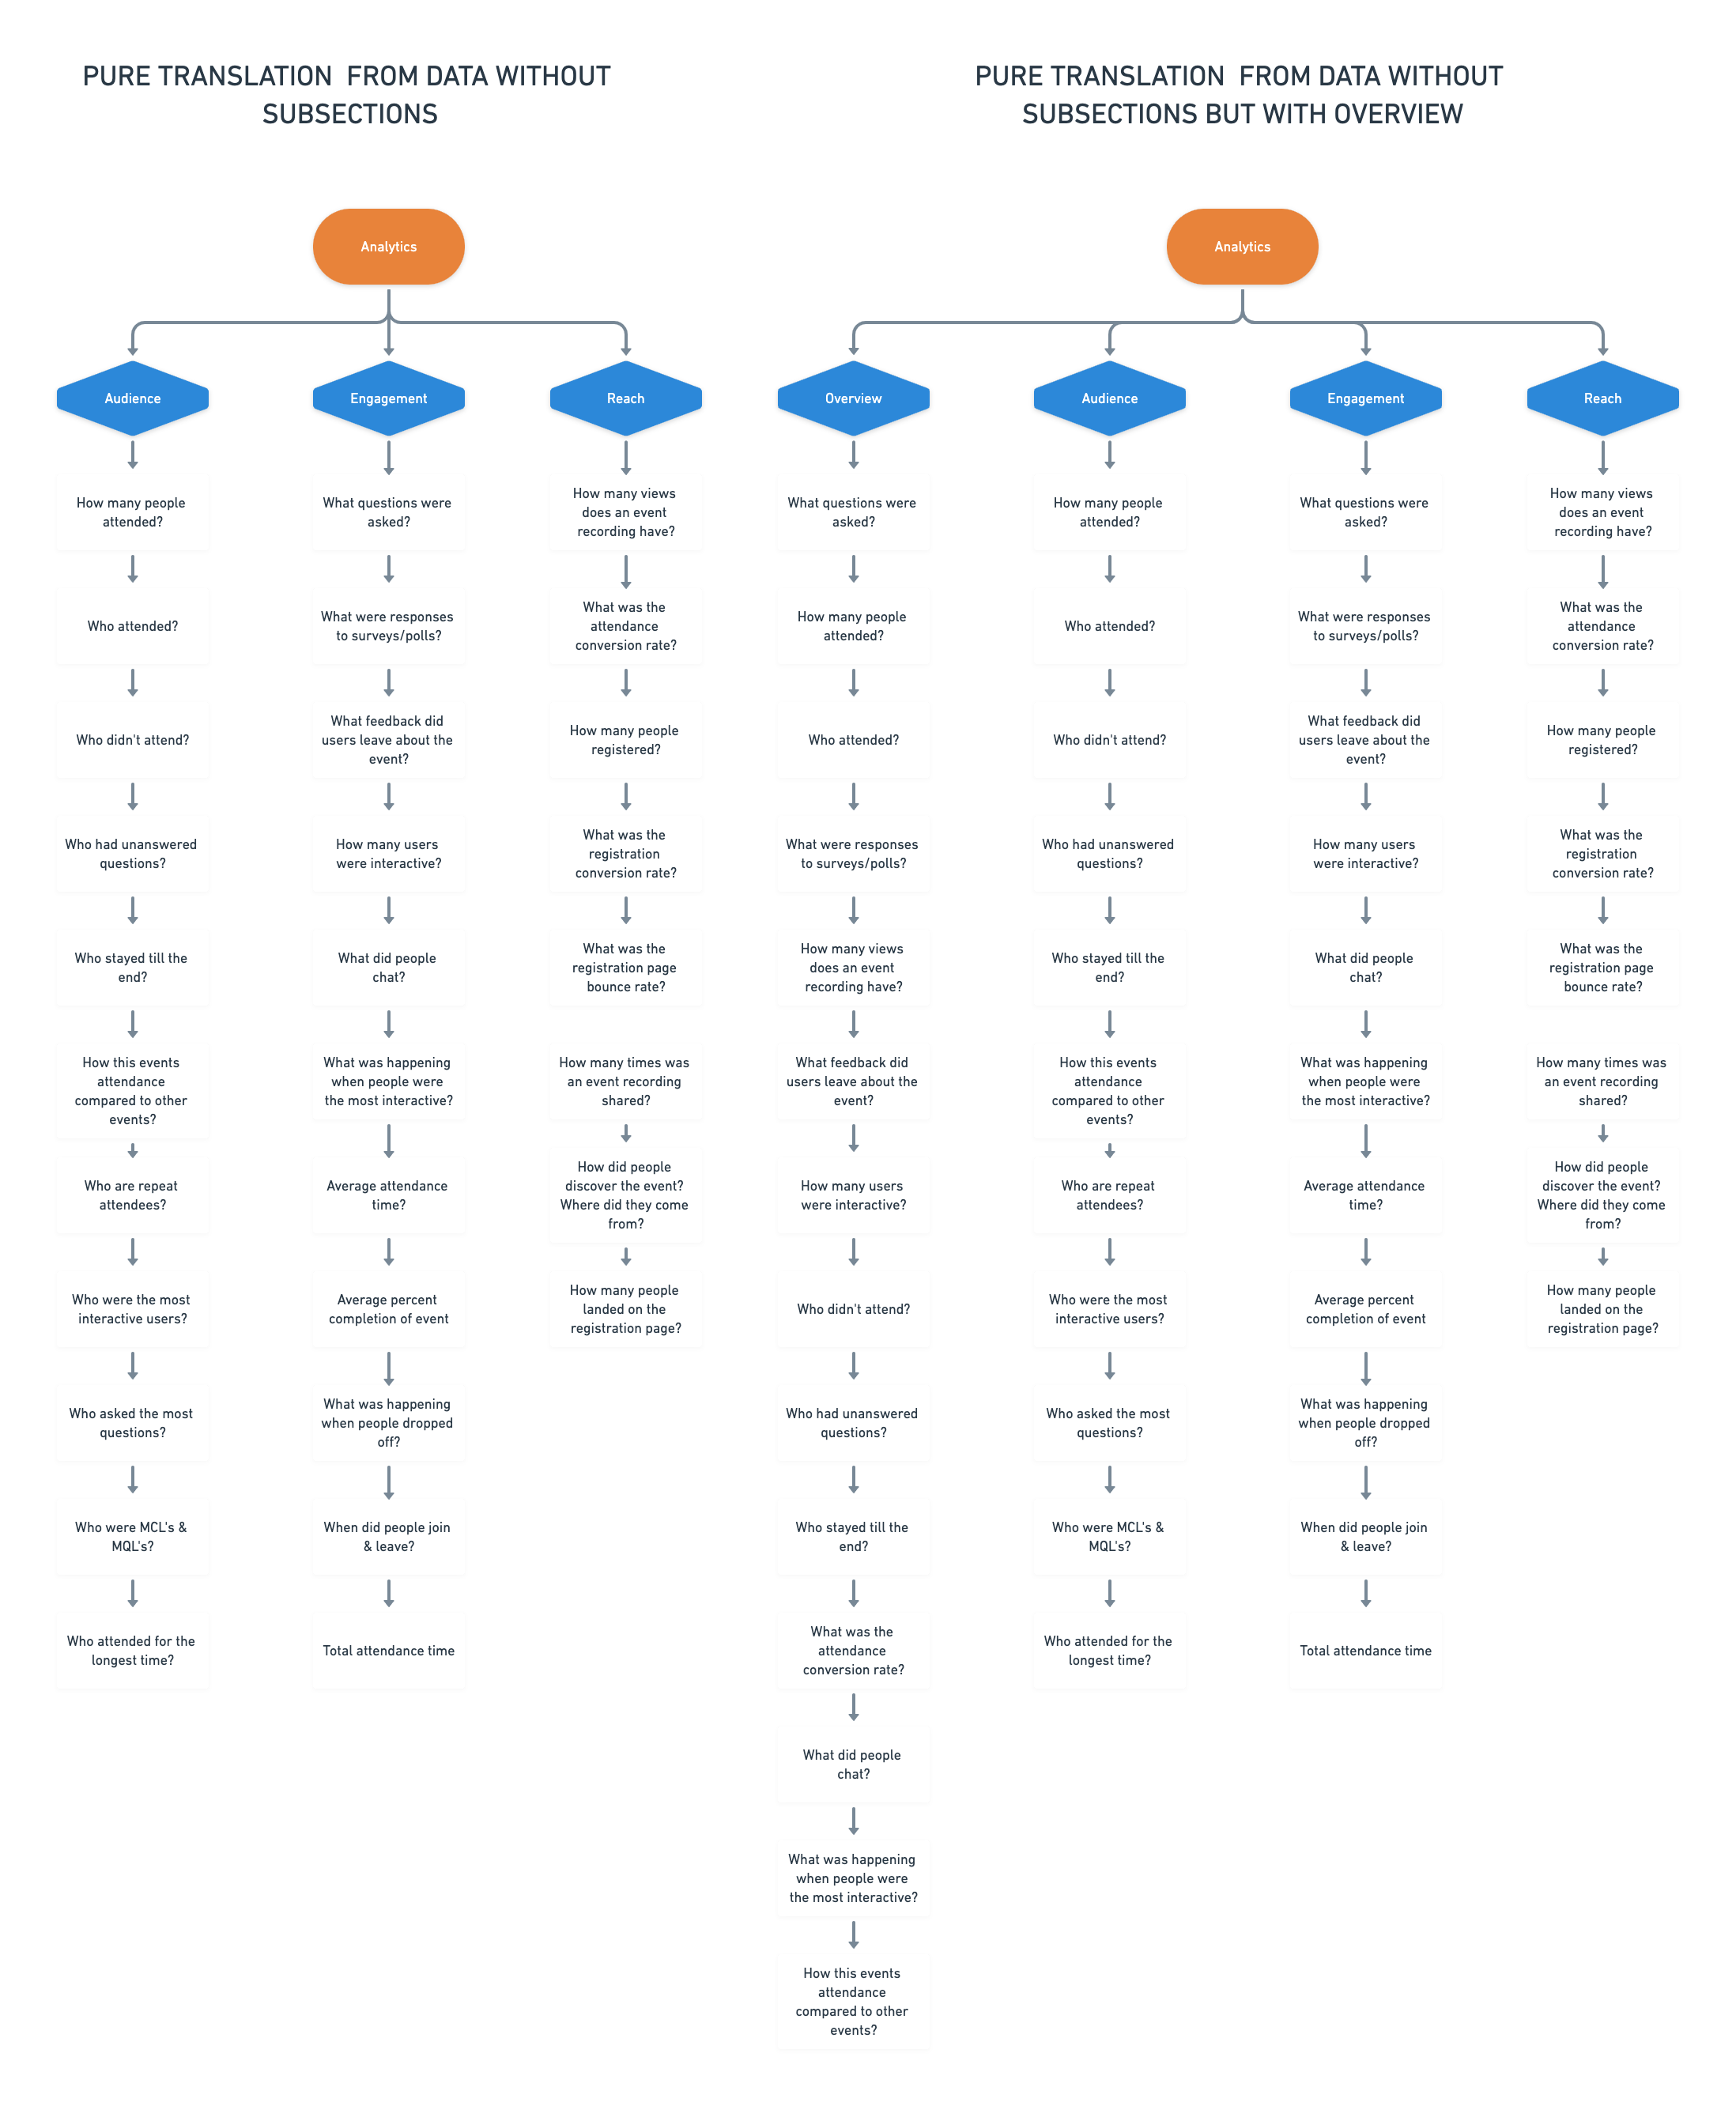 PURE TRANSLATION FROM DATA WITHOUT
SUBSECTIONS
Analytics
Audience
How many people
attended?
Who attended?
Who didn't attend?
Who had unanswered
questions?
Who stayed till the
end?
How this events
attendance
compared to other
events?
Who are repeat
attendees?
Who were the most
interactive users?
Who asked the most
questions?
Who were MCL's &
MQL's?
Who attended for the
longest time?
Engagement
What questions were
asked?
What were responses
to surveys/polls?
What feedback did
users leave about the
event?
How many users
were interactive?
What did people
chat?
What was happening
when people were
the most interactive?
Average attendance
time?
Average percent
completion of event
What was happening
when people dropped
off?
When did people join
& leave?
Total attendance time
Reach
How many views
does an event
recording have?
What was the
attendance
conversion rate?
How many people
registered?
What was the
registration
conversion rate?
What was the
registration page
bounce rate?
How many times was
an event recording
shared?
How did people
discover the event?
Where did they come
from?
How many people
landed on the
registration page?
PURE TRANSLATION FROM DATA WITHOUT
SUBSECTIONS BUT WITH OVERVIEW
Analytics
Overview
What questions were
asked?
How many people
attended?
Who attended?
What were responses
to surveys/polls?
How many views
does an event
recording have?
What feedback did
users leave about the
event?
How many users
were interactive?
Who didn't attend?
Who had unanswered
questions?
Who stayed till the
end?
What was the
attendance
conversion rate?
What did people
chat?
What was happening
when people were
the most interactive?
How this events
attendance
compared to other
events?
Audience
How many people
attended?
Who attended?
Who didn't attend?
Who had unanswered
questions?
Who stayed till the
end?
How this events
attendance
compared to other
events?
Who are repeat
attendees?
Who were the most
interactive users?
Who asked the most
questions?
Who were MCL's &
MQL's?
Who attended for the
longest time?
Engagement
What questions were
asked?
What were responses
to surveys/polls?
What feedback did
users leave about the
event?
How many users
were interactive?
What did people
chat?
What was happening
when people were
the most interactive?
Average attendance
time?
Average percent
completion of event
What was happening
when people dropped
off?
When did people join
& leave?
Total attendance time
Reach
How many views
does an event
recording have?
What was the
attendance
conversion rate?
How many people
registered?
What was the
registration
conversion rate?
What was the
registration page
bounce rate?
How many times was
an event recording
shared?
How did people
discover the event?
Where did they come
from?
How many people
landed on the
registration page?